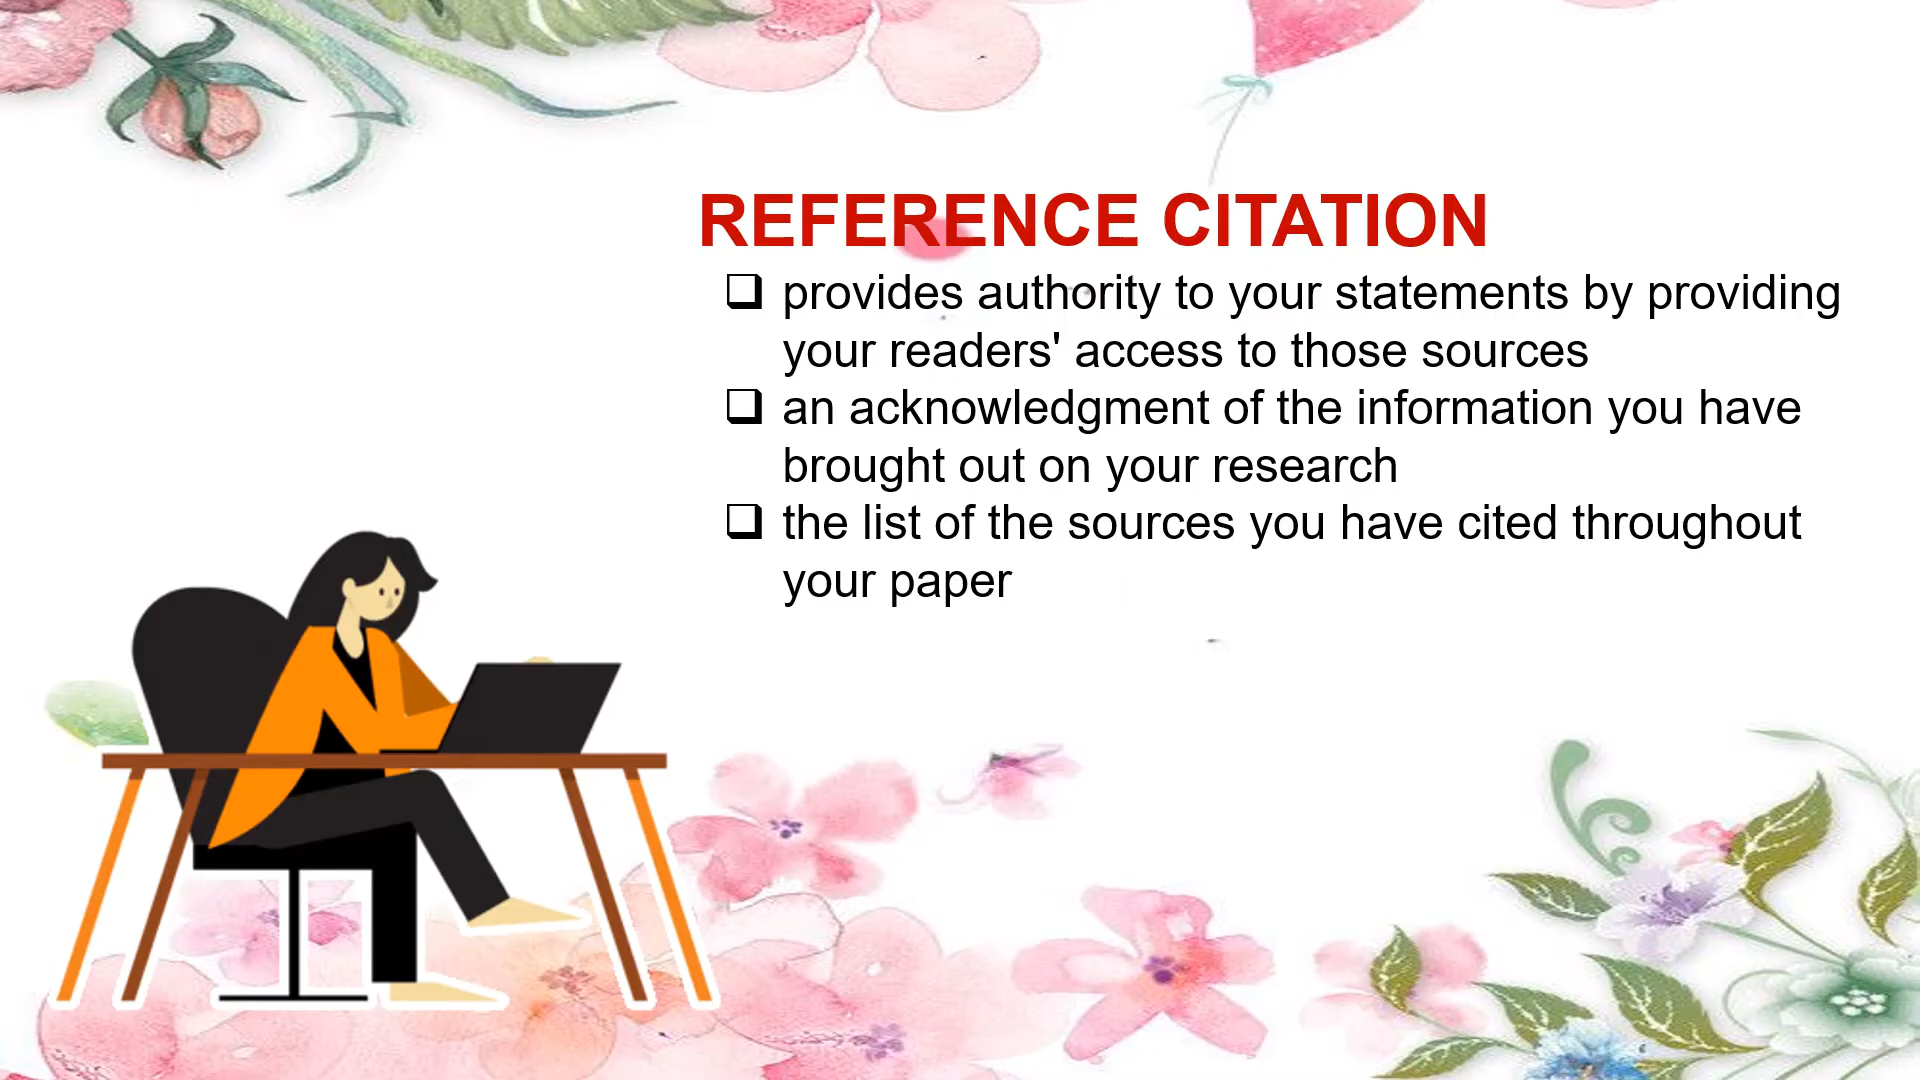 REFERENCE CITATION
❑ provides authority to your statements by providing
your readers' access to those sources
❑ an acknowledgment of the information you have
brought out on your research
❑ the list of the sources you have cited throughout
your paper